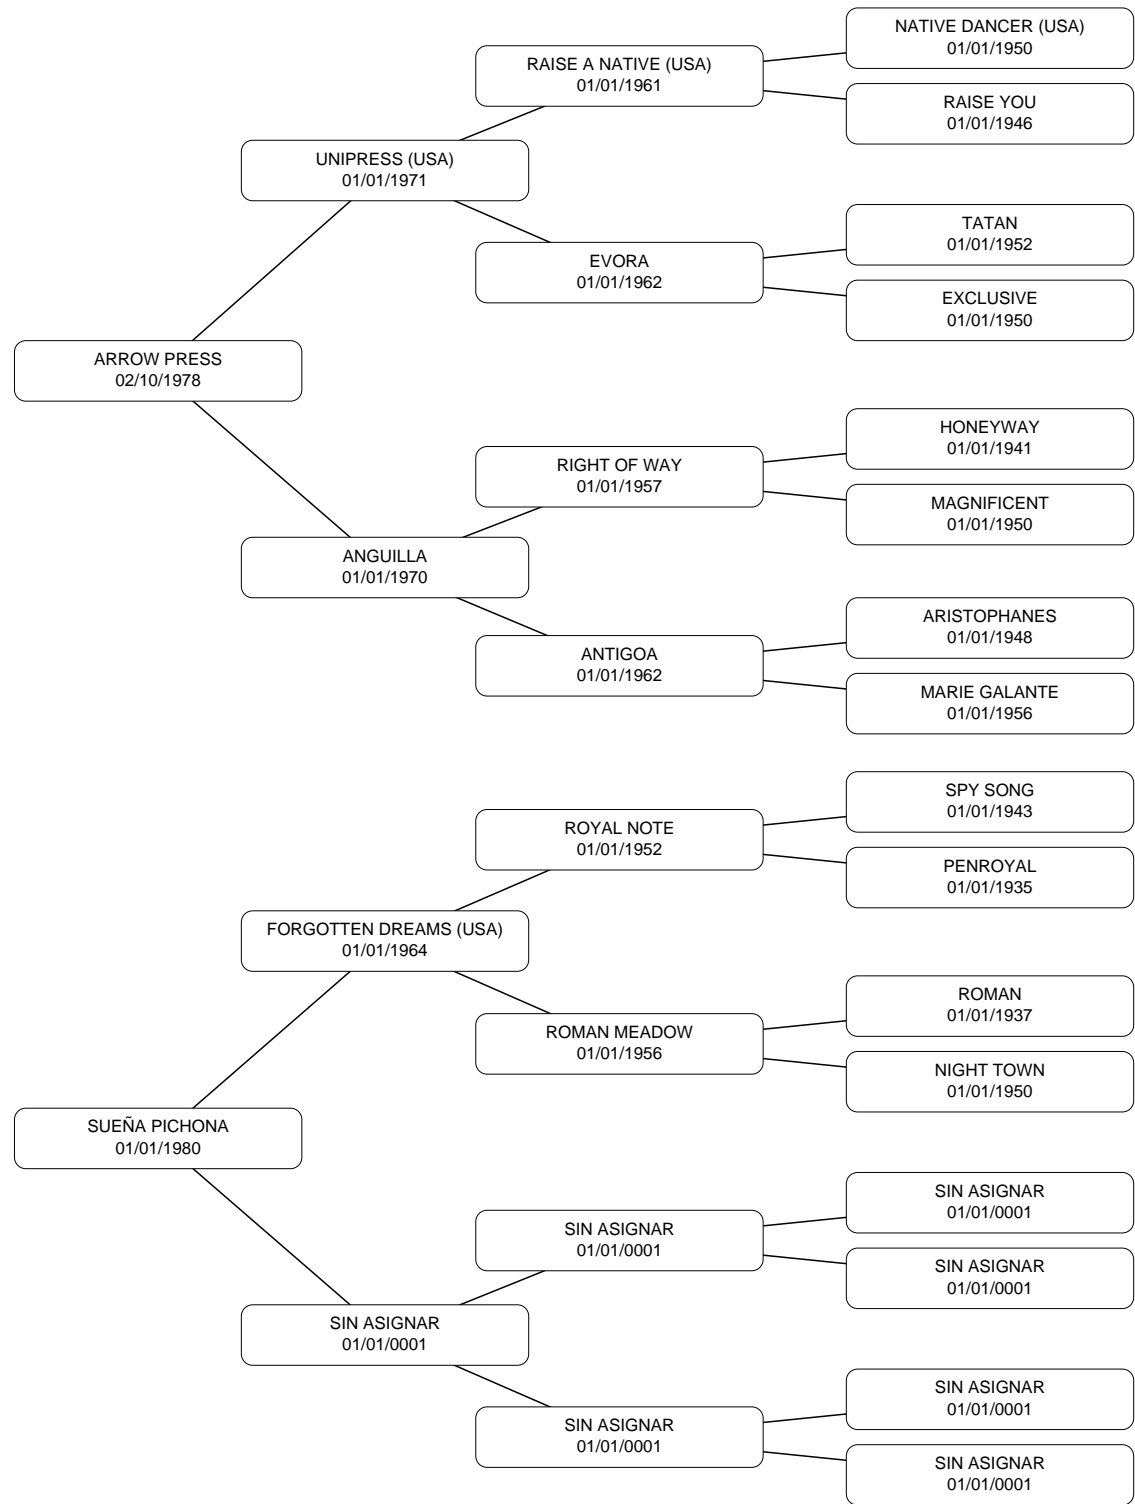 NATIVE DANCER (USA)
01/01/1950
RAISE A NATIVE (USA)
01/01/1961
RAISE YOU
01/01/1946
UNIPRESS (USA)
01/01/1971
TATAN
01/01/1952
EVORA
01/01/1962
EXCLUSIVE
01/01/1950
ARROW PRESS
02/10/1978
HONEYWAY
01/01/1941
RIGHT OF WAY
01/01/1957
MAGNIFICENT
01/01/1950
ANGUILLA
01/01/1970
ARISTOPHANES
01/01/1948
ANTIGOA
01/01/1962
MARIE GALANTE
01/01/1956
SPY SONG
01/01/1943
ROYAL NOTE
01/01/1952
PENROYAL
01/01/1935
FORGOTTEN DREAMS (USA)
01/01/1964
ROMAN
01/01/1937
ROMAN MEADOW
01/01/1956
NIGHT TOWN
01/01/1950
SUEÑA PICHONA
01/01/1980
SIN ASIGNAR
01/01/0001
SIN ASIGNAR
01/01/0001
SIN ASIGNAR
01/01/0001
SIN ASIGNAR
01/01/0001
SIN ASIGNAR
01/01/0001
SIN ASIGNAR
01/01/0001
SIN ASIGNAR
01/01/0001